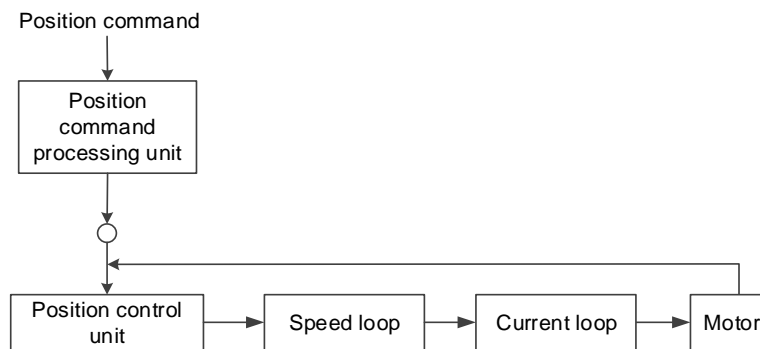 Position command
Position
command
processing unit
Position control
unit
Speed loop
Current loop
Motor